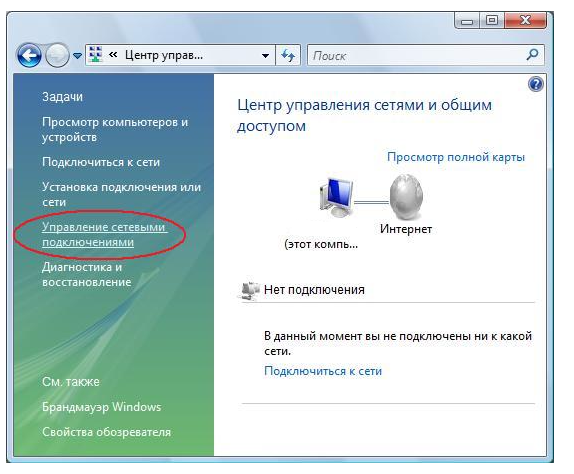 « Центр управ...
Поиск
Задачи
Просмотр компьютеров и
устройств
Подключиться к сети
Установка подключения или
сети
Управление сетевыми
подключениями
Диагностика и
восстановление
См. также
Брандмауэр Windows
Свойства обозревателя
Центр управления сетями и общим
доступом
Просмотр полной карты
Интернет
(этот компь...
Нет подключения
В данный момент вы не подключены ни к какой
сети.
Подключиться к сети